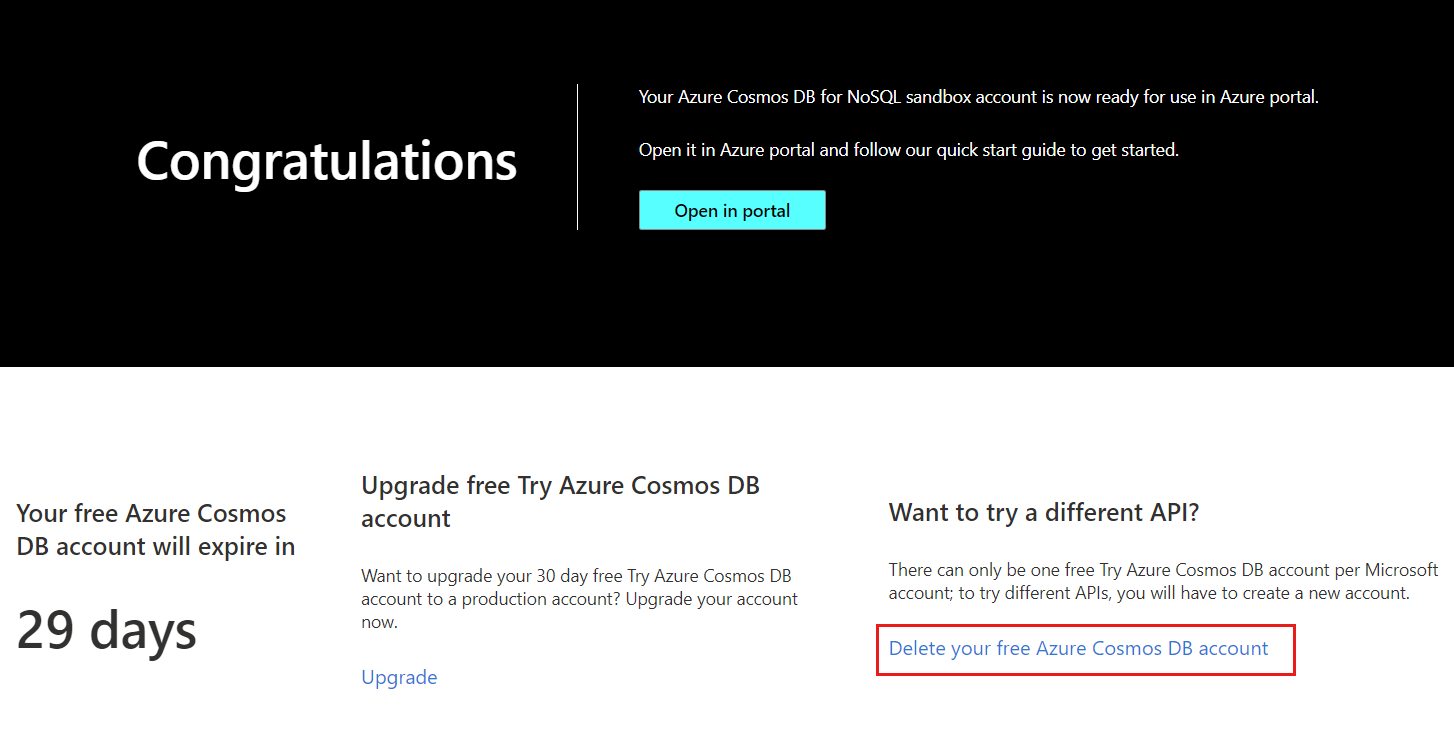 Congratulations
Your Azure Cosmos DB for NoSQL sandbox account is now ready for use in Azure portal.
Open it in Azure portal and follow our quick start guide to get started.
Open in portal
Your free Azure Cosmos
DB account will expire in
29 days
Upgrade free Try Azure Cosmos DB
account
Want to upgrade your 30 day free Try Azure Cosmos DB
account to a production account? Upgrade your account
now.
Upgrade
Want to try a different API?
There can only be one free Try Azure Cosmos DB account per Microsoft
account; to try different APIs, you will have to create a new account.
Delete your free Azure Cosmos DB account